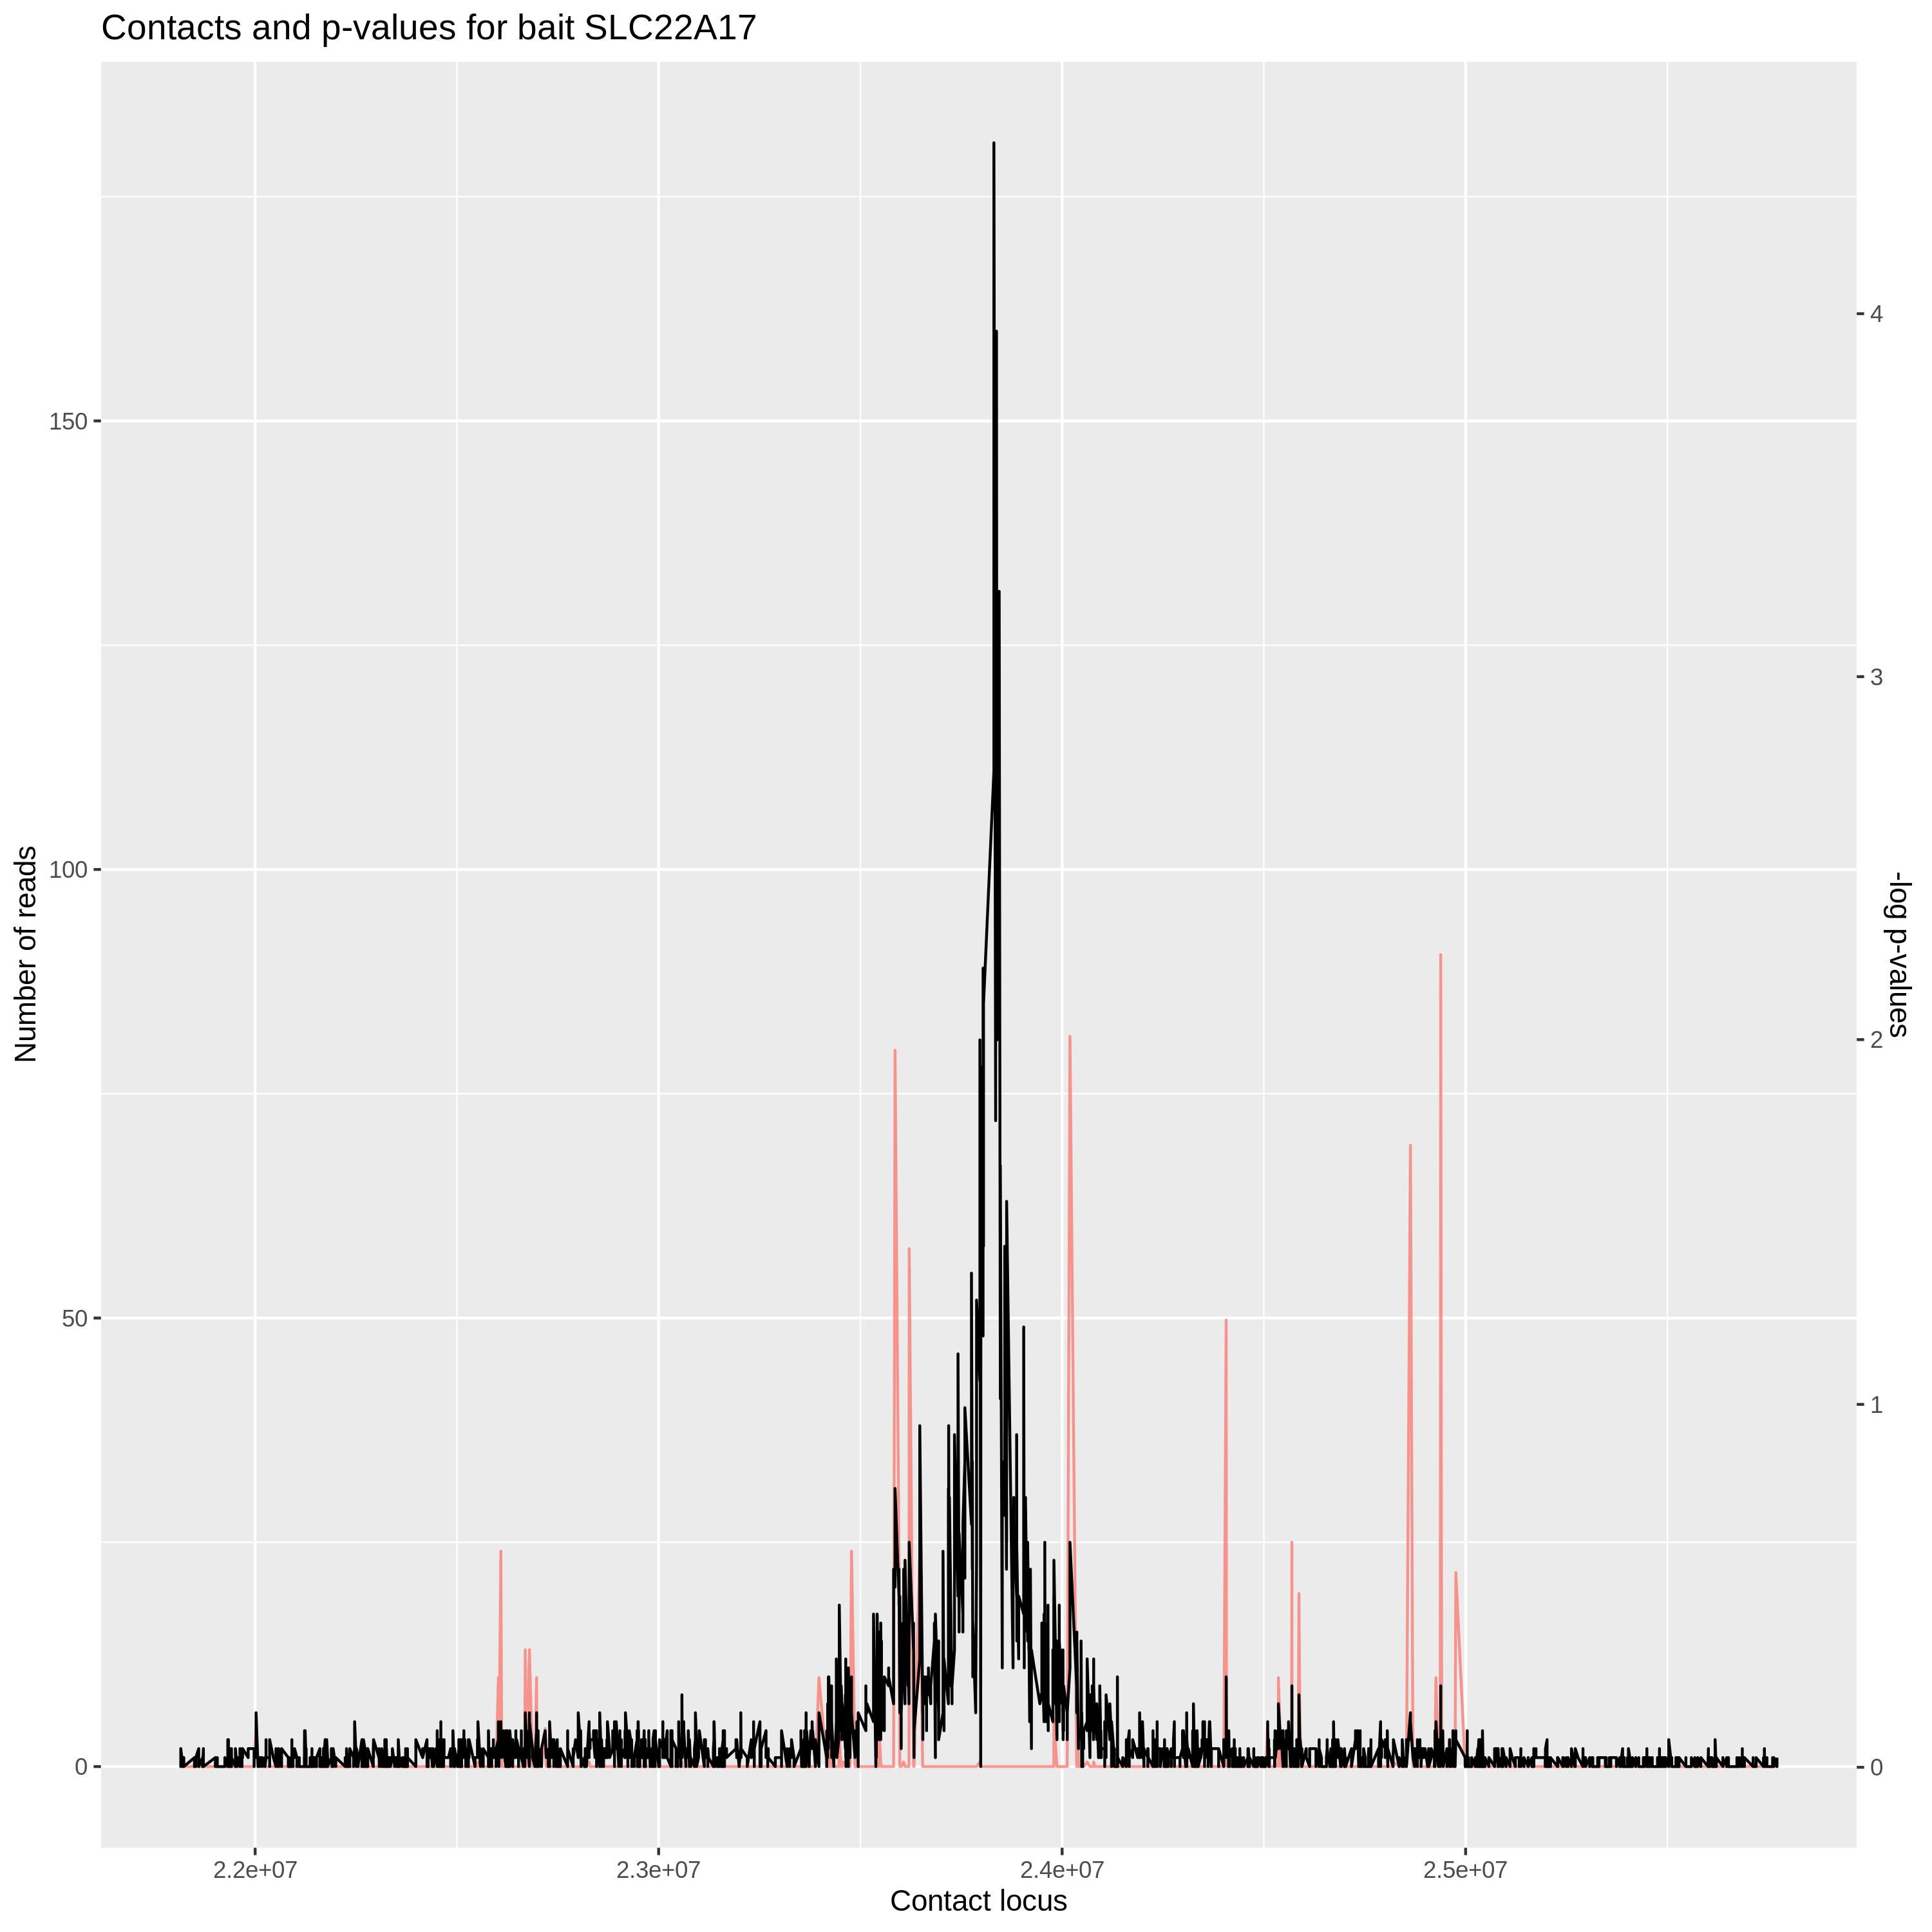 Contacts and p-values for bait SLC22A17
150
100
50
0
Number of reads
4
3
2
1
0
-log p-values
2.2e+07
2.3e+07
2.4e+07
2.5e+07
Contact locus